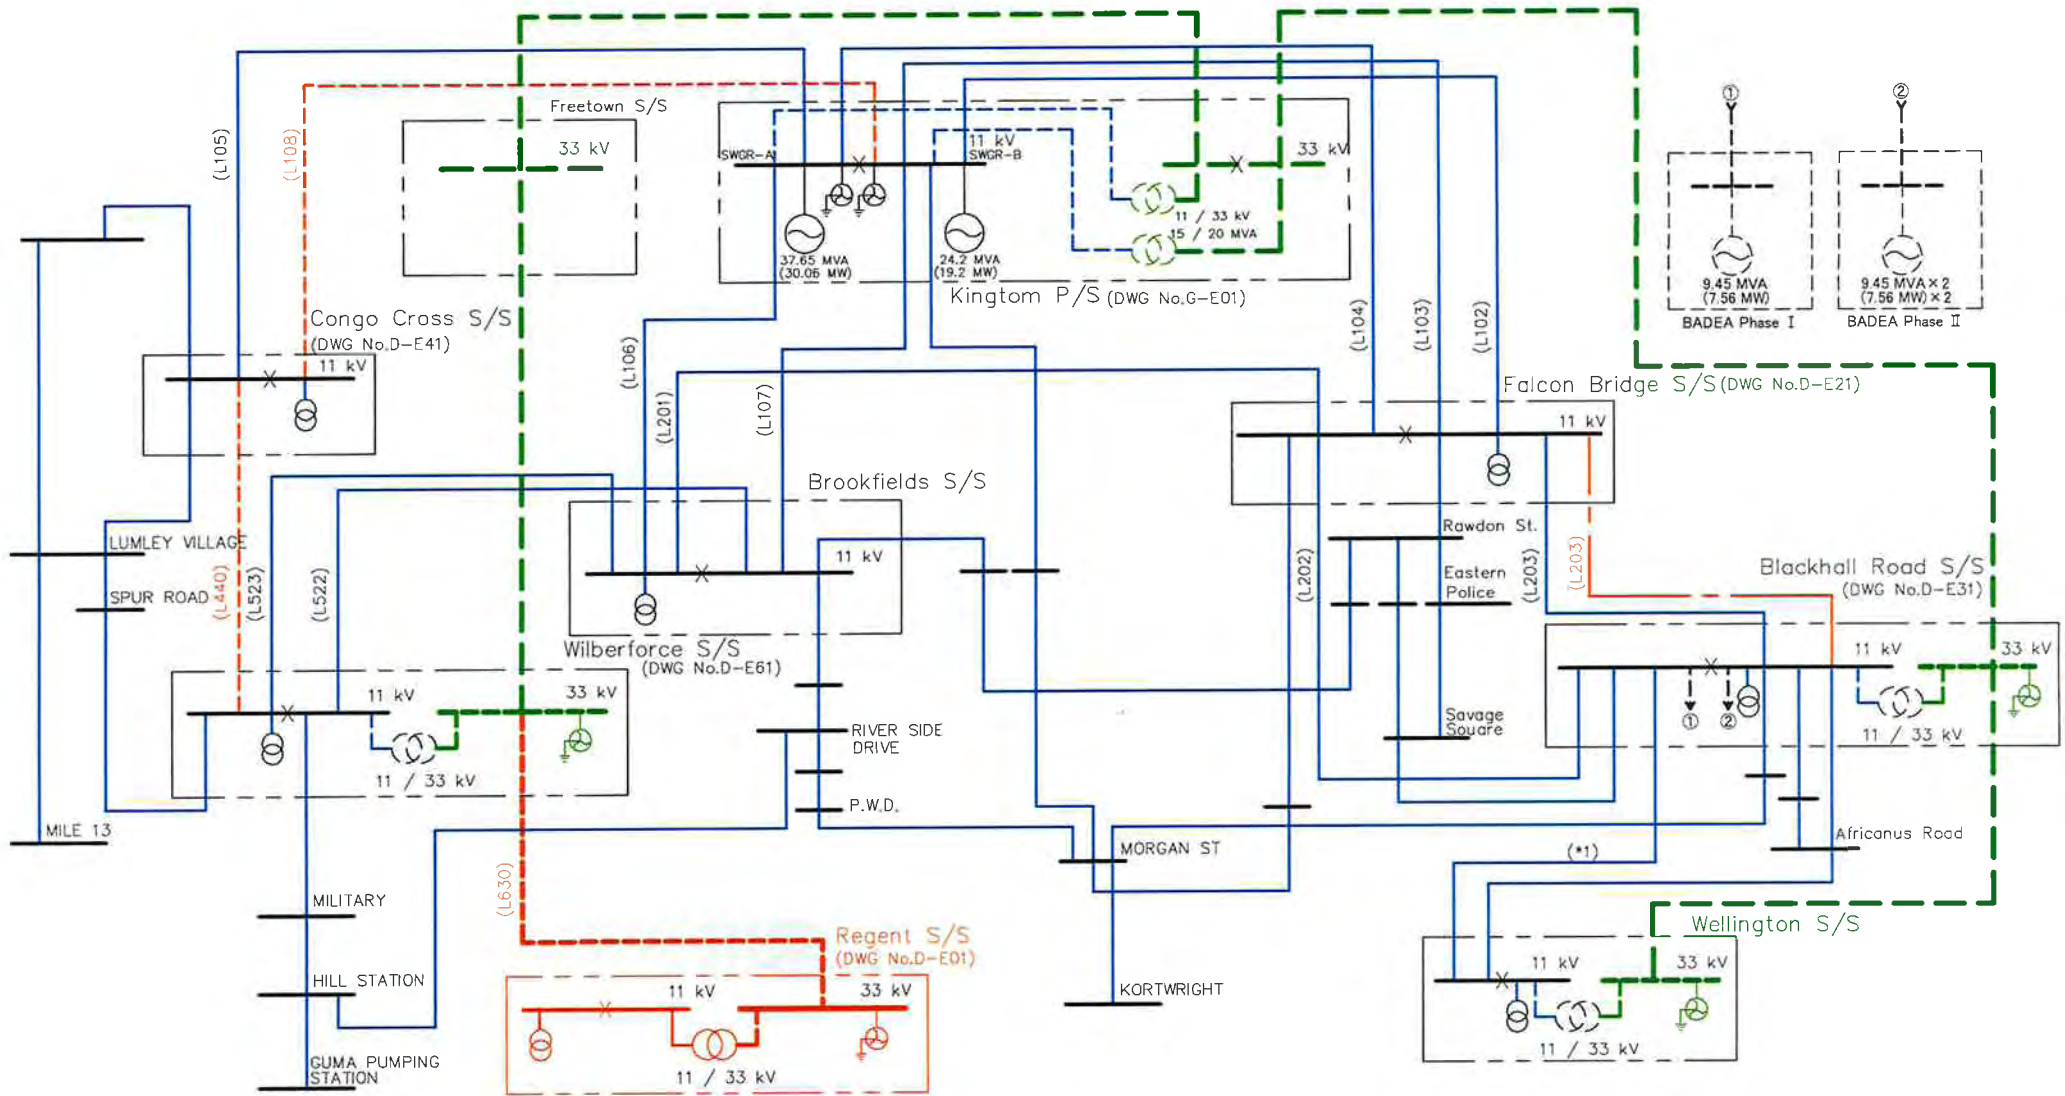 Freetown S/S
33 kV
(L105)
(L108)
SWGR-A
11 kV
SWGR-B
33 kV
11 / 33 kV
15 / 20 MVA
37.65 MVA
(30.06 MW)
24.2 MVA
(19.2 MW)
Kingtom P/S (DWG No.G-E01)
①
②
9.45 MVA
(7.56 MW)
BADEA Phase I
9.45 MVA×2
(7.56 MW)×2
BADEA Phase II
Congo Cross S/S
(DWG No.D-E41)
11 kV
(L106)
(L201)
(L107)
(L104)
(L103)
(L102)
Falcon Bridge S/S(DWG No.D-E21)
11 kV
Brookfields S/S
11 kV
LUMLEY VILLAGE
SPUR ROAD
(L440)
(L523)
(L522)
(L202)
Rawdon St.
Eastern
Police
(L203)
(L203)
Blackhall Road S/S
(DWG No.D-E31)
Wilberforce S/S
(DWG No.D-E61)
11 kV
33 kV
11 / 33 kV
11 kV
33 kV
①
②
11 / 33 kV
RIVER SIDE
DRIVE
Savage
Square
P.W.D.
MILE 13
MORGAN ST
(*1)
Africanus Road
(L630)
MILITARY
Regent S/S
(DWG No.D-E01)
Wellington S/S
HILL STATION
11 kV
33 kV
KORTWRIGHT
11 kV
33 kV
GUMA PUMPING
STATION
11 / 33 kV
11 / 33 kV